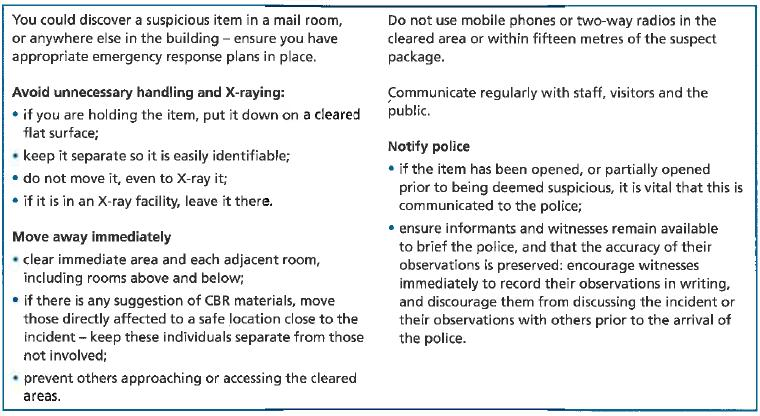 You could discover a suspicious item in a mail room,
or anywhere else in the building – ensure you have
appropriate emergency response plans in place.
Avoid unnecessary handling and X-raying:
• if you are holding the item, put it down on a cleared
flat surface;
• keep it separate so it is easily identifiable;
• do not move it, even to X-ray it;
• if it is in an X-ray facility, leave it there.
Move away immediately
• clear immediate area and each adjacent room,
including rooms above and below;
• if there is any suggestion of CBR materials, move
those directly affected to a safe location close to the
incident – keep these individuals separate from those
not involved;
• prevent others approaching or accessing the cleared
areas.
Do not use mobile phones or two-way radios in the
cleared area or within fifteen metres of the suspect
package.
Communicate regularly with staff, visitors and the
public.
Notify police
• if the item has been opened, or partially opened
prior to being deemed suspicious, it is vital that this is
communicated to the police;
• ensure informants and witnesses remain available
to brief the police, and that the accuracy of their
observations is preserved: encourage witnesses
immediately to record their observations in writing,
and discourage them from discussing the incident or
their observations with others prior to the arrival of
the police.